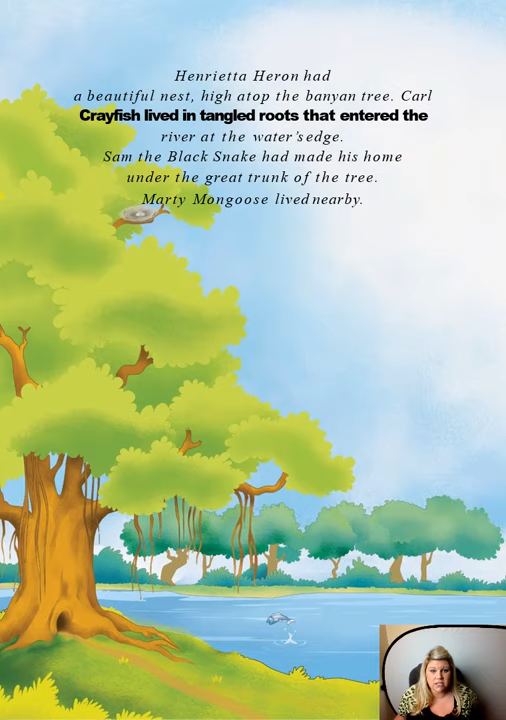 Henrietta Heron had
a beautiful nest, high atop the banyan tree. Carl
Crayfish lived in tangled roots that entered the
river at the water's edge.
Sam the Black Snake had made his home
under the great trunk of the tree.
Marty Mongoose lived nearby.